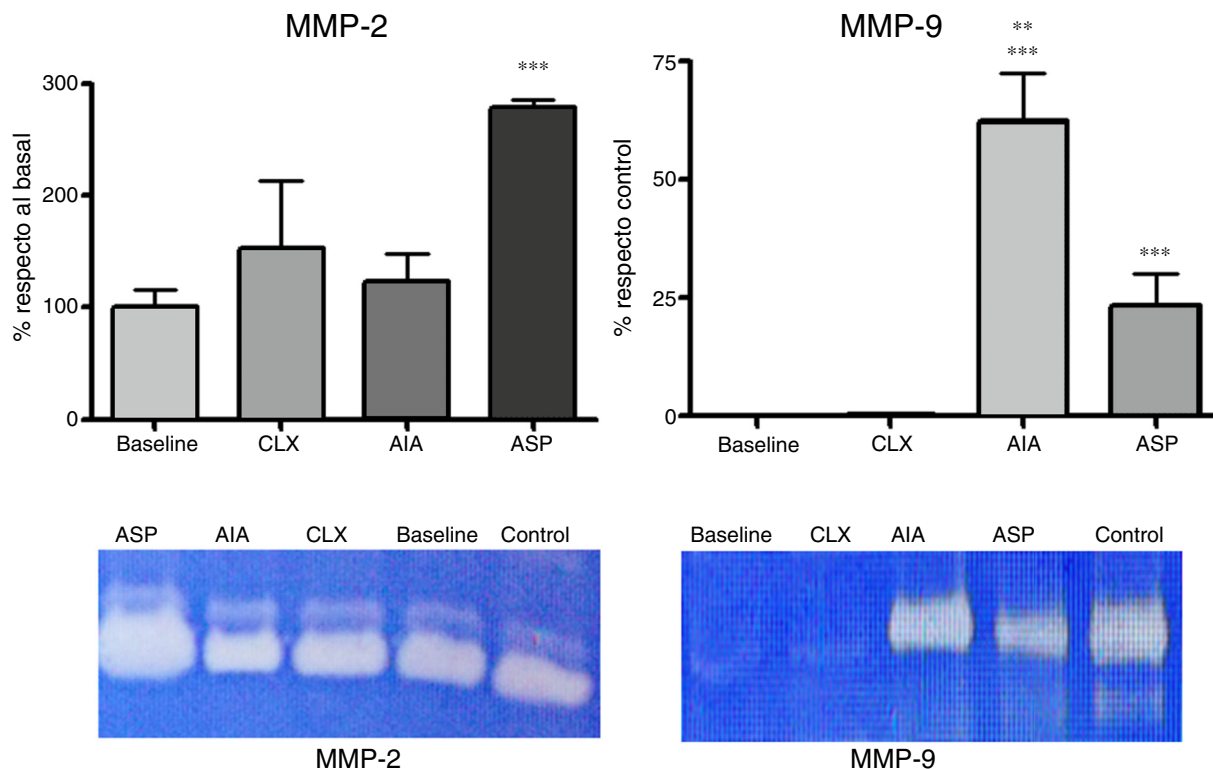 MMP-2
% respecto al basal
300
200
100
0
***
Baseline CLX AIA ASP
MMP-9
% respecto control
75
50
25
0
**
***
***
Baseline CLX AIA ASP
ASP AIA CLX Baseline Control
MMP-2
Baseline CLX AIA ASP Control
MMP-9